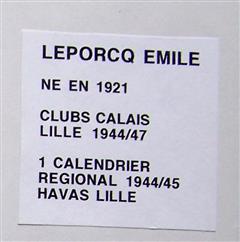 LEPORCQ EMILE
NE EN 1921
CLUBS CALAIS
LILLE 1944/47
1 CALENDRIER
REGIONAL 1944/45
HAVAS LILLE